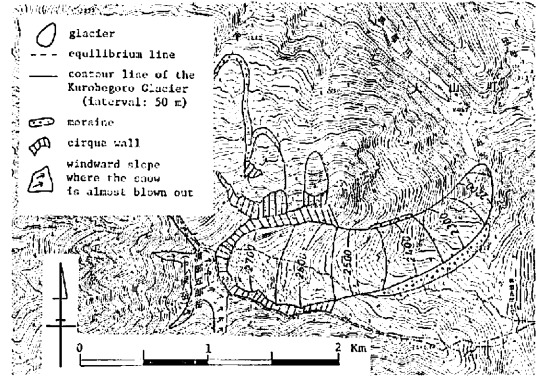 glacier
equilibrium line
contour line of the
Kurobegoro Glacier
(interval: 50 m)
moraine
cirque wall
windward slope
where the snow
is almost blown out
2700
2600
2500
2400
0 1 2 Km